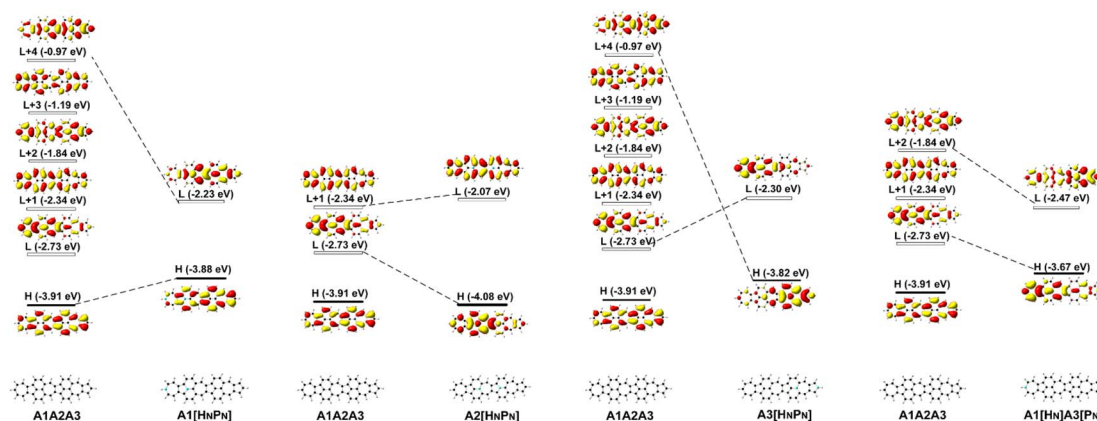 L+4 (-0.97 eV)
L+3 (-1.19 eV)
L+2 (-1.84 eV)
L+1 (-2.34 eV)
L (-2.73 eV)
H (-3.91 eV)
A1A2A3
L (-2.23 eV)
H (-3.88 eV)
A1[HNPN]
L+1 (-2.34 eV)
L (-2.73 eV)
H (-3.91 eV)
A1A2A3
L (-2.07 eV)
H (-4.08 eV)
A2[HNPN]
L+4 (-0.97 eV)
L+3 (-1.19 eV)
L+2 (-1.84 eV)
L+1 (-2.34 eV)
L (-2.73 eV)
H (-3.91 eV)
A1A2A3
L (-2.30 eV)
H (-3.82 eV)
A3[HNPN]
L+2 (-1.84 eV)
L+1 (-2.34 eV)
L (-2.73 eV)
H (-3.91 eV)
A1A2A3
L (-2.47 eV)
H (-3.67 eV)
A1[HN]A3[PN